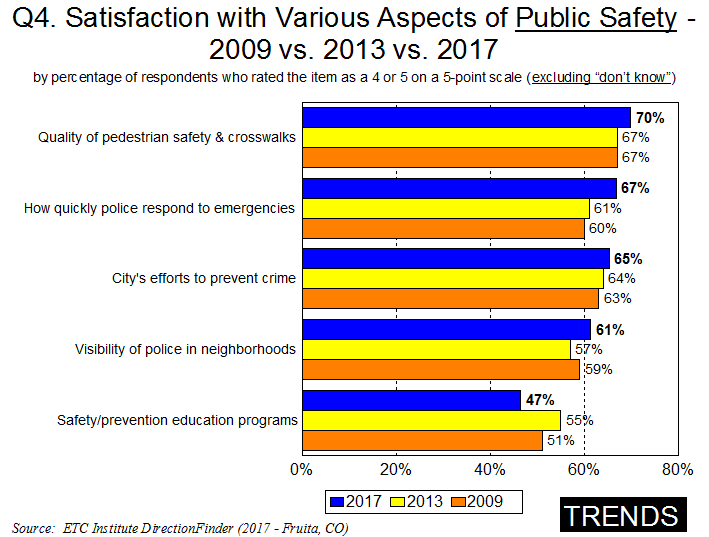 Q4. Satisfaction with Various Aspects of Public Safety -
2009 vs. 2013 vs. 2017
by percentage of respondents who rated the item as a 4 or 5 on a 5-point scale (excluding “don’t know”)
Quality of pedestrian safety & crosswalks
70%
67%
67%
How quickly police respond to emergencies
67%
61%
60%
City's efforts to prevent crime
65%
64%
63%
Visibility of police in neighborhoods
61%
57%
59%
Safety/prevention education programs
47%
55%
51%
0% 20% 40% 60% 80%
2017 2013 2009
TRENDS
Source: ETC Institute DirectionFinder (2017 - Fruita, CO)